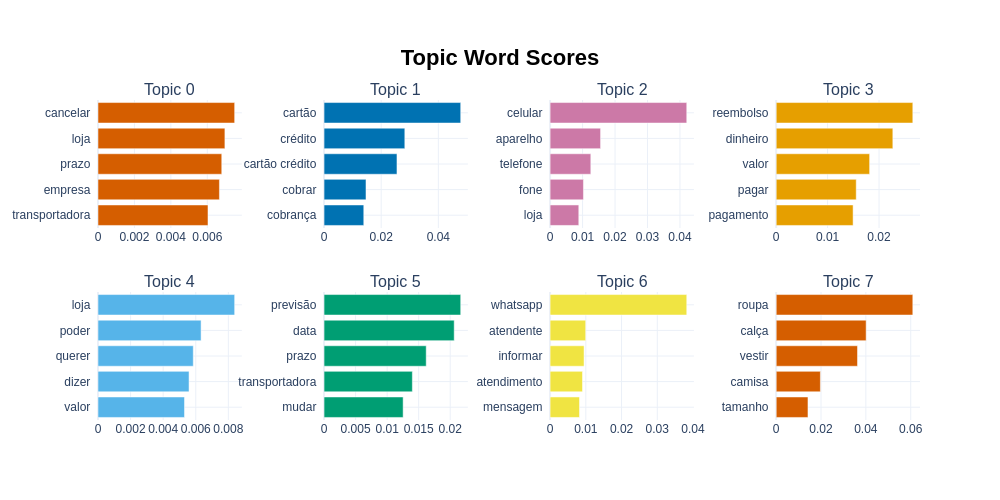 Topic Word Scores
Topic 0
cancelar
loja
prazo
empresa
transportadora
0 0.002 0.004 0.006
Topic 1
cartão
crédito
cartão crédito
cobrar
cobrança
0 0.02 0.04
Topic 2
celular
aparelho
telefone
fone
loja
0 0.01 0.02 0.03 0.04
Topic 3
reembolso
dinheiro
valor
pagar
pagamento
0 0.01 0.02
Topic 4
loja
poder
querer
dizer
valor
0 0.002 0.004 0.006 0.008
Topic 5
previsão
data
prazo
transportadora
mudar
0 0.005 0.01 0.015 0.02
Topic 6
whatsapp
atendente
informar
atendimento
mensagem
0 0.01 0.02 0.03 0.04
Topic 7
roupa
calça
vestir
camisa
tamanho
0 0.02 0.04 0.06